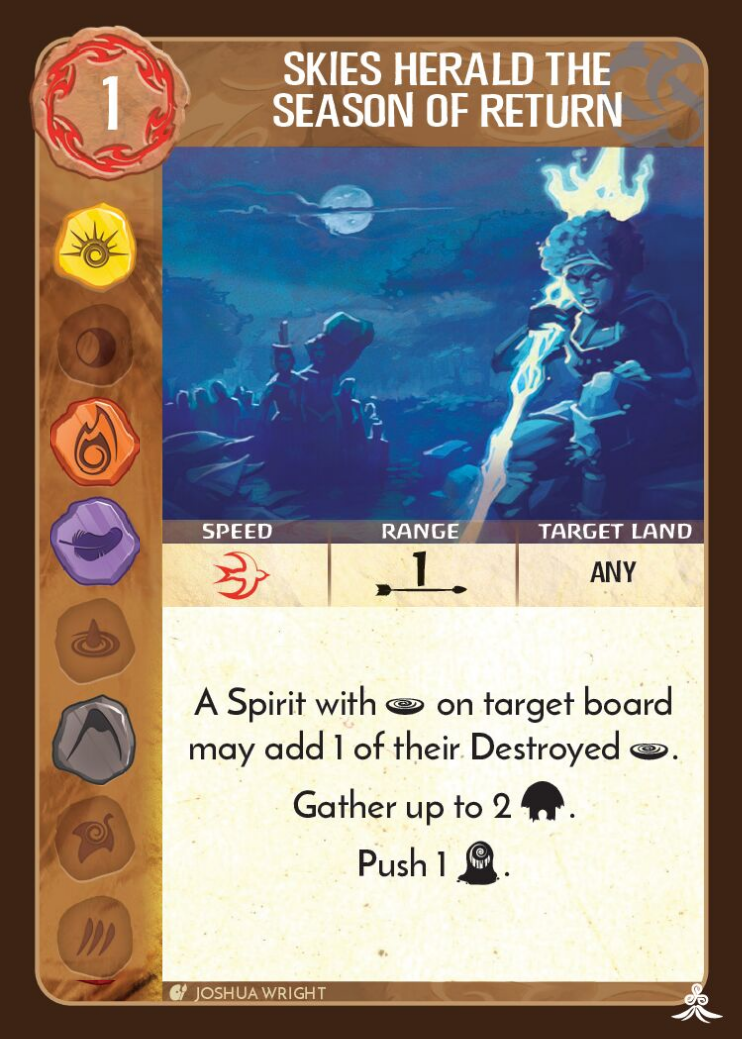 1
SKIES HERALD THE
SEASON OF RETURN
SPEED RANGE TARGET LAND
1 ANY
A Spirit with on target board
may add 1 of their Destroyed .
Gather up to 2 .
Push 1 .
JOSHUA WRIGHT